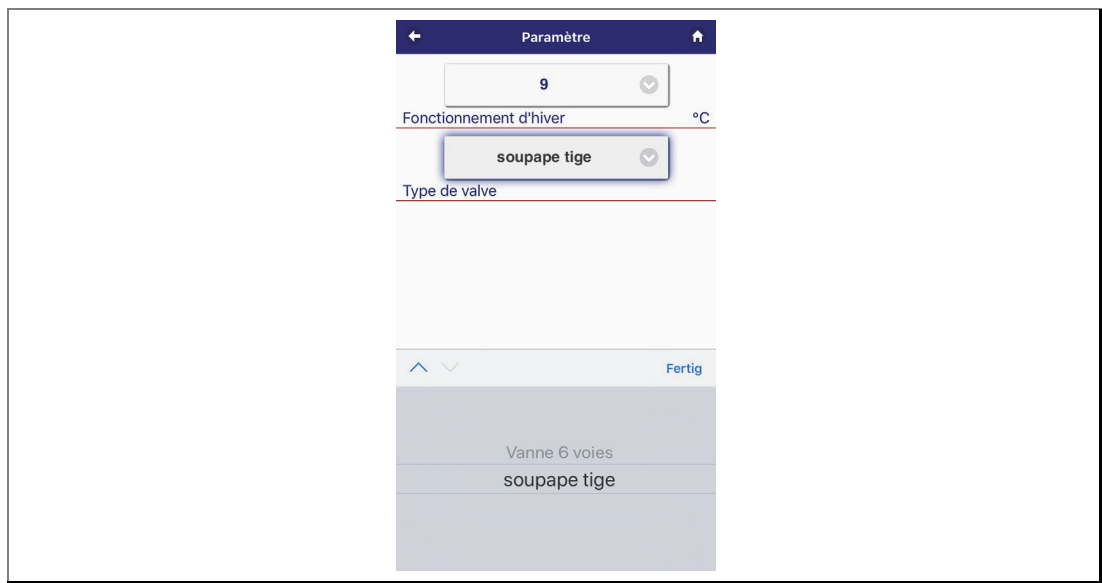 Paramètre
9
Fonctionnement d'hiver °C
soupape tige
Type de valve
Fertig
Vanne 6 voies
soupape tige